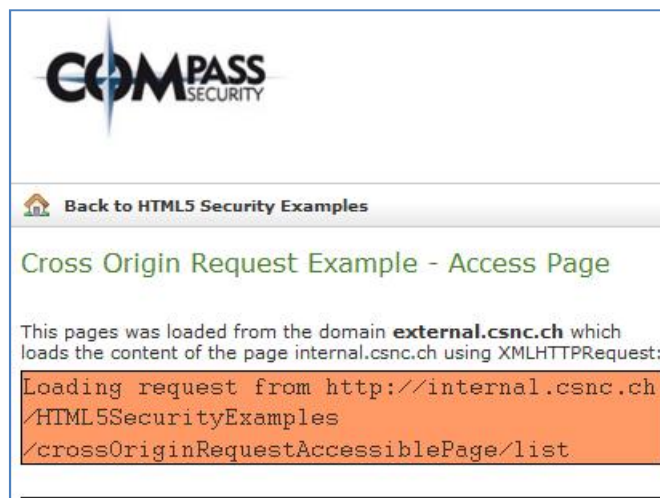 COMPASS
SECURITY
Back to HTML5 Security Examples
Cross Origin Request Example - Access Page
This pages was loaded from the domain external.csnc.ch which
loads the content of the page internal.csnc.ch using XMLHTTPRequest:
Loading request from http://internal.csnc.ch
/HTML5SecurityExamples
/crossOriginRequestAccessiblePage/list